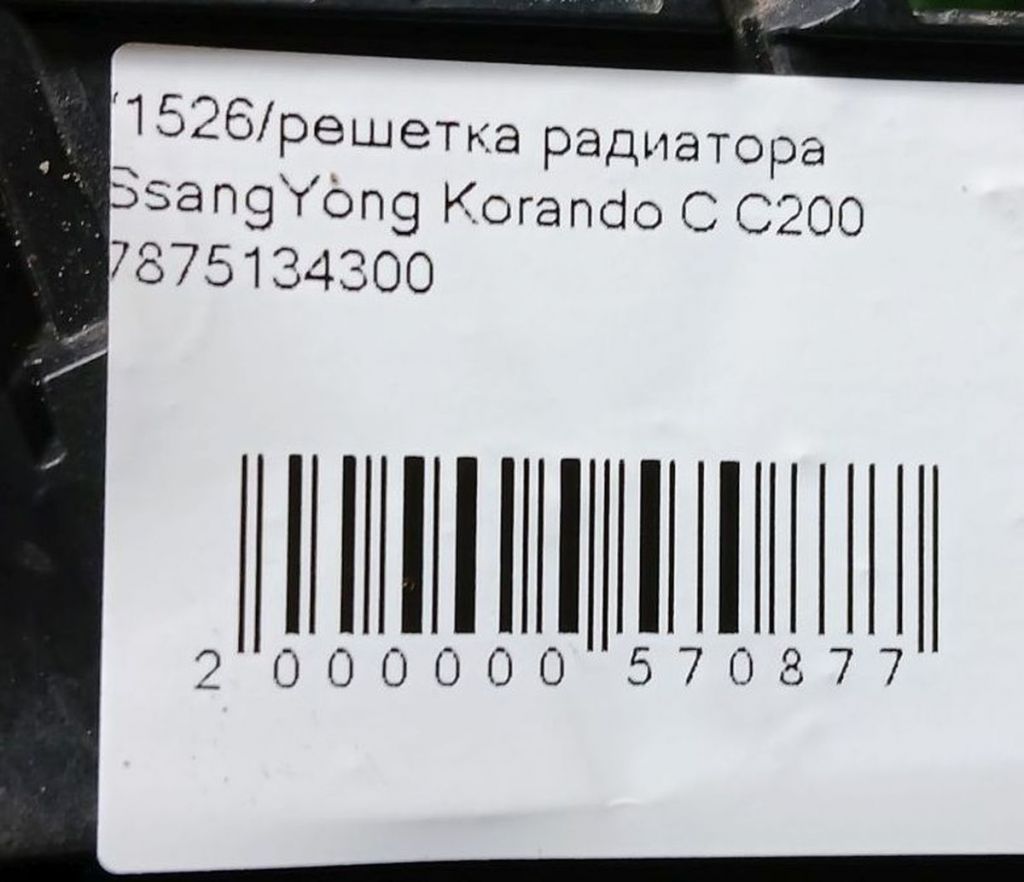 1526/решетка радиатора
SsangYong Korando C C200
7875134300
2 000000 570877